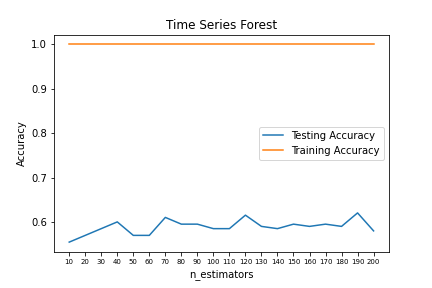 Time Series Forest
1.0
0.9
0.8
0.7
0.6
Accuracy
Testing Accuracy
Training Accuracy
10 20 30 40 50 60 70 80 90 100 110 120 130 140 150 160 170 180 190 200
n_estimators